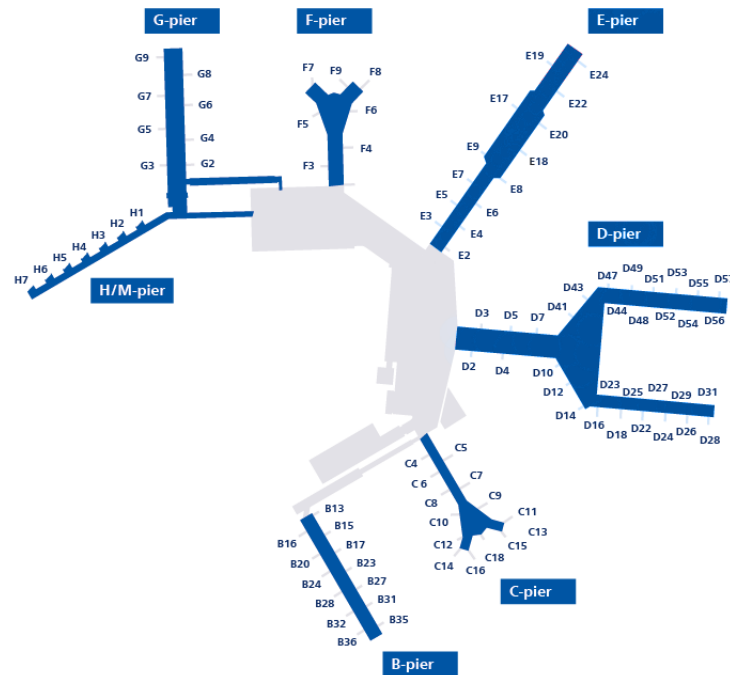 G-pier
F-pier
E-pier
G9
G8
G7
G6
G5
G4
G3
G2
F7
F9
F8
F5
F6
F4
F3
E19
E24
E17
E22
E20
E9
E18
E7
E8
E5
E6
E3
E4
E2
H1
H2
H3
H4
H5
H6
H7
H/M-pier
D-pier
D43
D47
D49
D51
D53
D55
D41
D44
D48
D52
D54
D56
D3
D5
D7
D2
D4
D10
D12
D14
D23
D25
D27
D29
D31
D16
D18
D22
D24
D26
D28
C4
C5
C 6
C7
C8
C9
C10
C11
C12
C13
C14
C15
C16
C18
C-pier
B13
B15
B16
B17
B20
B23
B24
B27
B28
B31
B32
B35
B36
B-pier